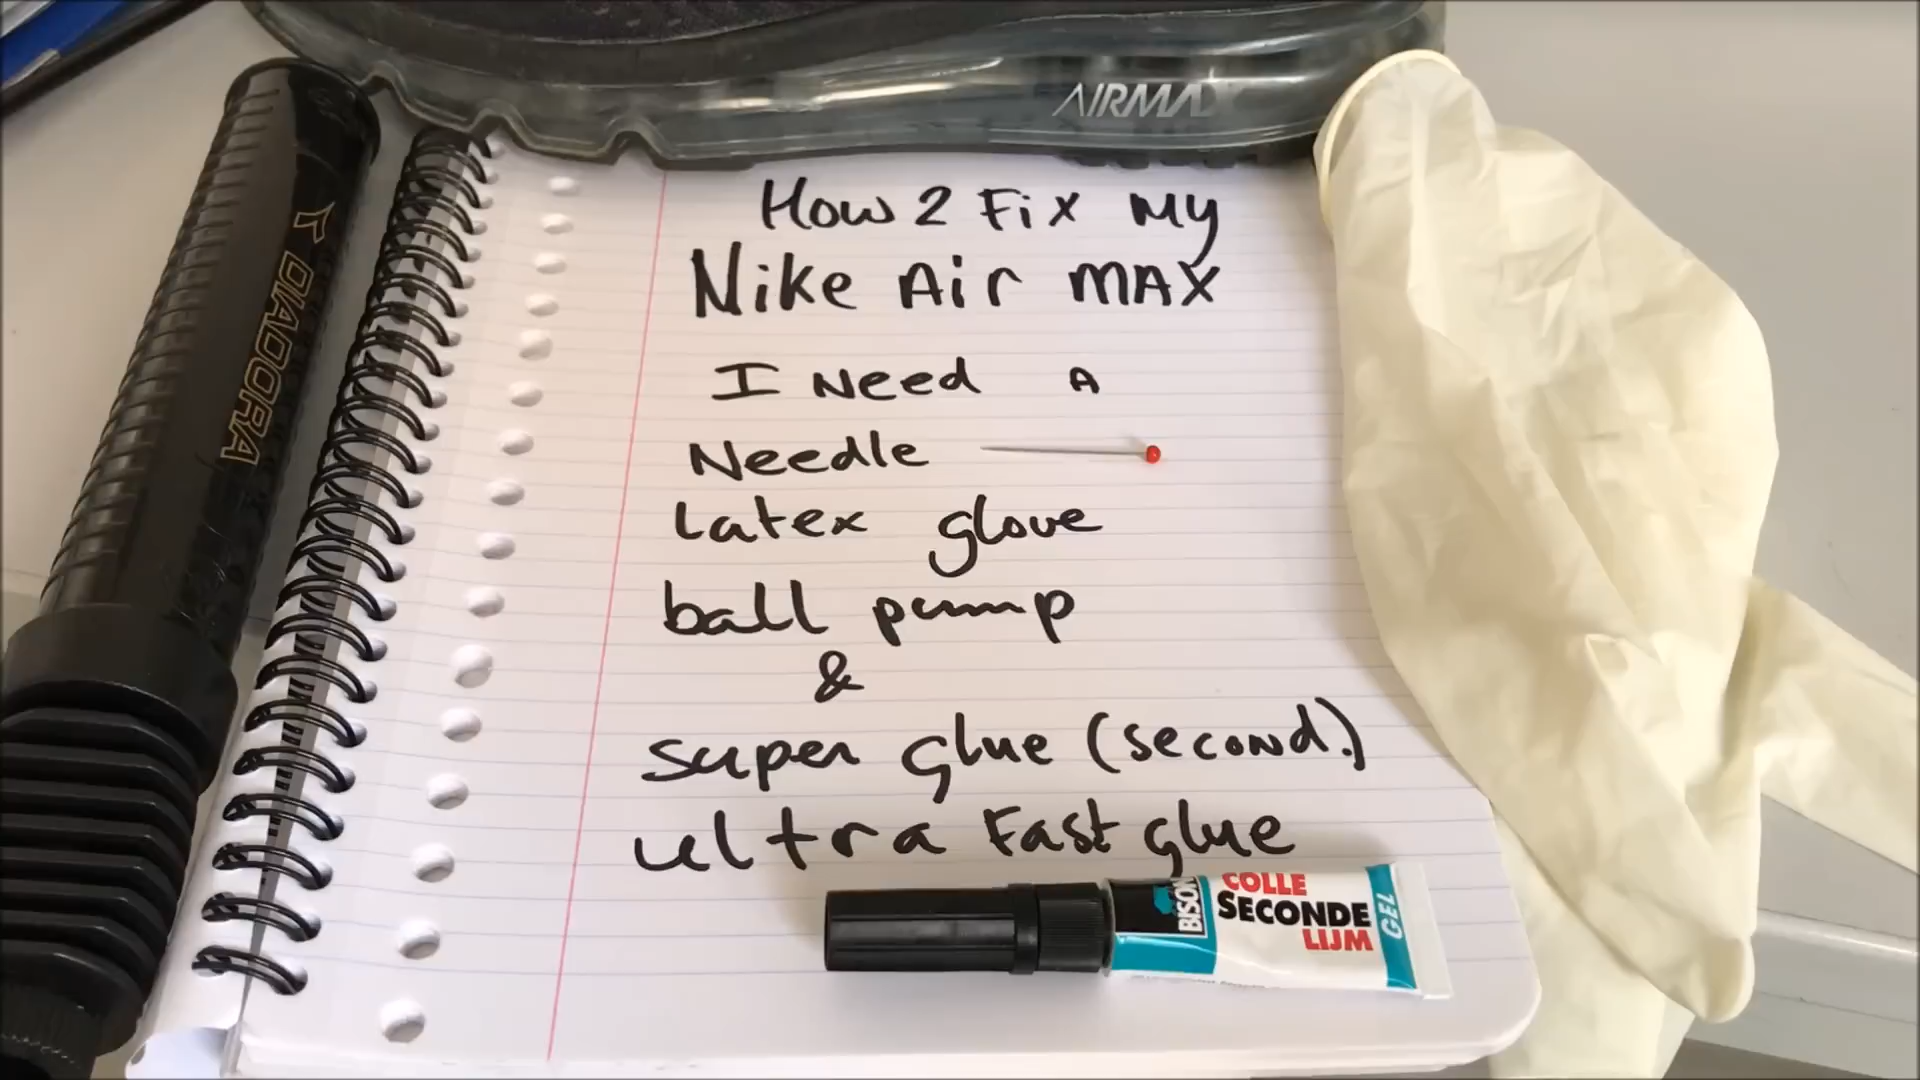 AIRMAX
DIADORA
How 2 Fix My
Nike Air MAX
I Need A
Needle
Latex glove
ball pump
&
super glue (second.)
ultra Fast glue
BISON
COLLE
SECONDE
LIJM
GEL